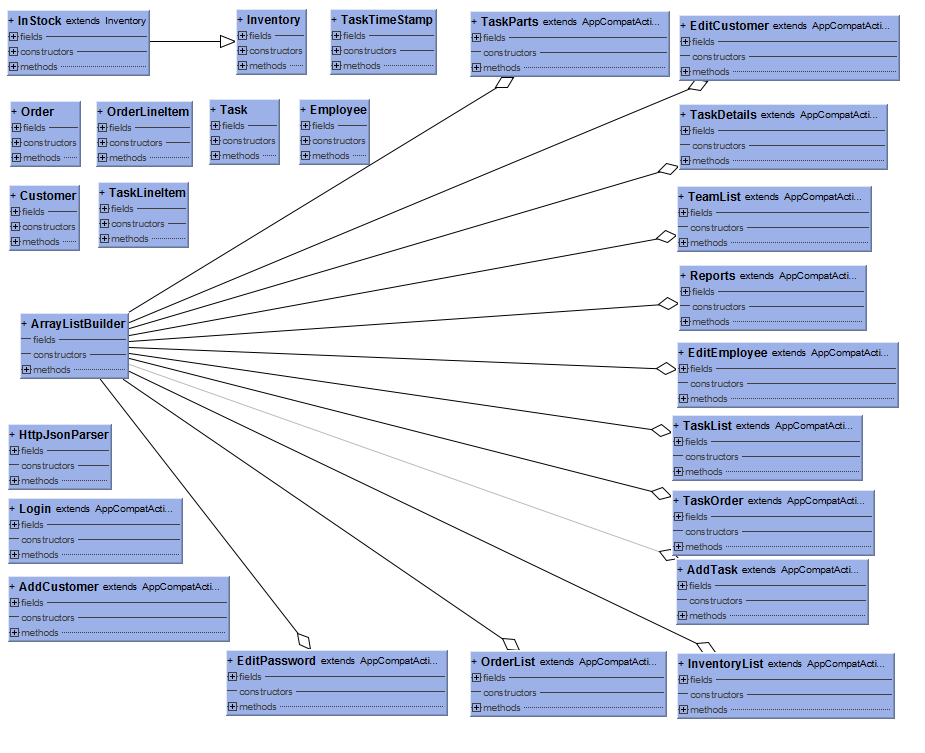 + InStock extends Inventory
fields
constructors
methods
+ Inventory
fields
constructors
methods
+ TaskTimeStamp
fields
constructors
methods
+ TaskParts extends AppCompatActi...
fields
constructors
methods
+ EditCustomer extends AppCompatActi...
fields
constructors
methods
+ Order
fields
constructors
methods
+ OrderLineItem
fields
constructors
methods
+ Task
fields
constructors
methods
+ Employee
fields
constructors
methods
+ TaskDetails extends AppCompatActi...
fields
constructors
methods
+ Customer
fields
constructors
methods
+ TaskLineItem
fields
constructors
methods
+ TeamList extends AppCompatActi...
fields
constructors
methods
+ Reports extends AppCompatActi...
fields
constructors
methods
+ ArrayListBuilder
fields
constructors
methods
+ EditEmployee extends AppCompatActi...
fields
constructors
methods
+ TaskList extends AppCompatActi...
fields
constructors
methods
+ HttpJsonParser
fields
constructors
methods
+ TaskOrder extends AppCompatActi...
fields
constructors
methods
+ Login extends AppCompatActi...
fields
constructors
methods
+ AddTask extends AppCompatActi...
fields
constructors
methods
+ AddCustomer extends AppCompatActi...
fields
constructors
methods
+ EditPassword extends AppCompatActi...
fields
constructors
methods
+ OrderList extends AppCompatActi...
fields
constructors
methods
+ InventoryList extends AppCompatActi...
fields
constructors
methods